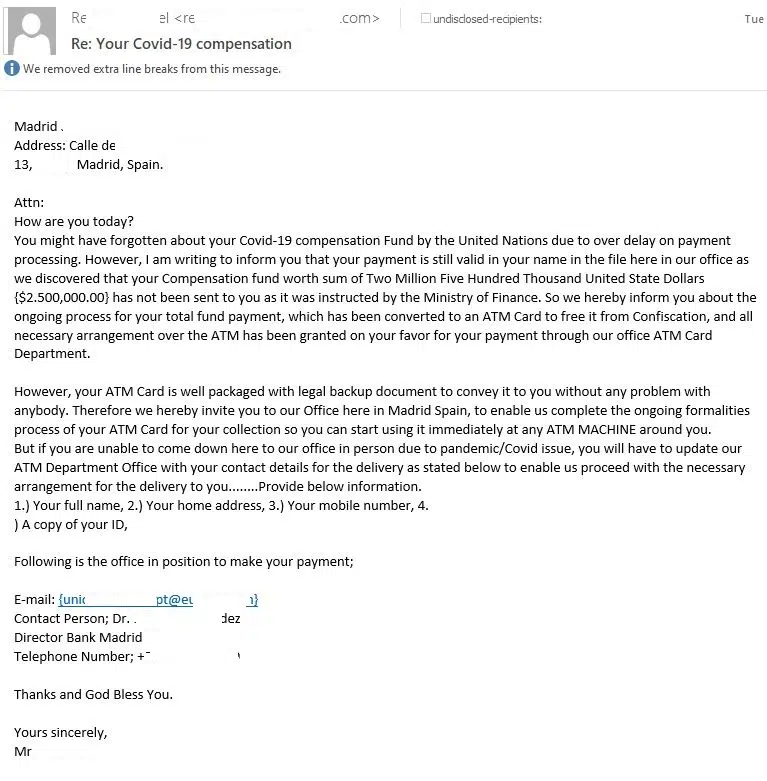 Re el <re .com> undisclosed-recipients: Tue
Re: Your Covid-19 compensation
We removed extra line breaks from this message.
Madrid .
Address: Calle de
13, Madrid, Spain.
Attn:
How are you today?
You might have forgotten about your Covid-19 compensation Fund by the United Nations due to over delay on payment
processing. However, I am writing to inform you that your payment is still valid in your name in the file here in our office as
we discovered that your Compensation fund worth sum of Two Million Five Hundred Thousand United State Dollars
{$2.500,000.00} has not been sent to you as it was instructed by the Ministry of Finance. So we hereby inform you about the
ongoing process for your total fund payment, which has been converted to an ATM Card to free it from Confiscation, and all
necessary arrangement over the ATM has been granted on your favor for your payment through our office ATM Card
Department.
However, your ATM Card is well packaged with legal backup document to convey it to you without any problem with
anybody. Therefore we hereby invite you to our Office here in Madrid Spain, to enable us complete the ongoing formalities
process of your ATM Card for your collection so you can start using it immediately at any ATM MACHINE around you.
But if you are unable to come down here to our office in person due to pandemic/Covid issue, you will have to update our
ATM Department Office with your contact details for the delivery as stated below to enable us proceed with the necessary
arrangement for the delivery to you........Provide below information.
1.) Your full name, 2.) Your home address, 3.) Your mobile number, 4.
) A copy of your ID,
Following is the office in position to make your payment;
E-mail: {unic pt@eu }
Contact Person; Dr. . dez
Director Bank Madrid
Telephone Number; +
Thanks and God Bless You.
Yours sincerely,
Mr